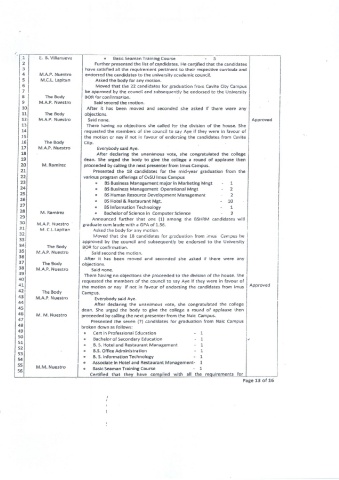 1 E. B. Villanueva • Basic Seaman Training Course - 3
2 Further presented the list of candidates. He certified that the candidates
3 have satisfied all the requirement pertinent to their respective curricula and
4 M.A.P. Nuestro endorsed the candidates to the university academic council.
5 M.C.L. Lapitan Asked the body for any motion.
6 Moved that the 22 candidates for graduation from Cavite City Campus
7 be approved by the council and subsequently be endorsed to the University
8 The Body BOR for confirmation.
9 M.A.P. Nuestro Said second the motion.
10 After it has been moved and seconded she asked if there were any
11 The Body objections. Approved
12 M.A.P. Nuestro Said none.
13 There having no objections she called for the division of the house. She
14 requested the members of the council to say Aye if they were in favour of
15 the motion or nay if not in favour of endorsing the candidates from Cavite
16 The Body City.
17 M.A.P. Nuestro Everybody said Aye.
18 After declaring the unanimous vote, she congratulated the college
19 dean. She urged the body to give the college a round of applause then
20 M. Ramirez proceeded by calling the next presenter from Imus Campus.
21 Presented the 18 candidates for the mid-year graduation from the
22 various program offerings of CvSU Imus Campus
23 • BS Business Management major in Marketing Mngt - 1
24 • BS Business Management Operational Mngt
25 • BS Human Resource Development Management
26 • BS Hotel & Restaurant Mgt. - 10
27 • BS Information Technology - 1
28 M. Ramirez • Bachelor of Science in Computer Science
29 Announced further that one (1) among the BSHRM candidates will
30 M.A.P. Nuestro graduate cum laude with a GPA of
31 M.C.L. Lapitan Asked the body for any motion
32 Moved that the 18 candidates for graduation from Imus Campus be
33 approved by the council and subsequently be endorsed to the University
34 The Body BOR for confirmation.
35 M.A.P. Nuestro Said second the motion.
36 After it has been moved and seconded she asked if there were any
37 The Body objections.
38 M.A.P. Nuestro Said none.
39 There having no objections she proceeded to the division of the house. She
40 requested the members of the council to say Aye if they were in favour of
41 the motion or nay if not in favour of endorsing the candidates from Imus Approved
42 The Body Campus.
43 M.A.P. Nuestro Everybody said Aye.
44 After declaring the unanimous vote, she congratulated the college
45 dean. She urged the body to give the college a round of applause then
46 M. M. Nuestro proceeded by calling the next presenter from the Naic Campus.
47 Presented the seven (7) candidates for graduation from Naic Campus
48 broken down as follows:
49 • Cert in Professional Education - 1
50 • Bachelor of Secondary Education - 1
51 • B. S. Hotel and Restaurant Management - 1
52 • B.S. Office Administration - 1
53 • B. S. Information Technology - 1
54 • Associate in Hotel and Restaurant Management- 1
55 M.M. Nuestro • Basic Seaman Training Course - 1
56 Certified that they have complied with all the requirements for
Page 13 of 16